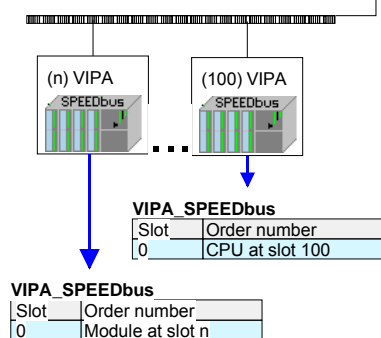 (n) VIPA
SPEEDbus
(100) VIPA
SPEEDbus
...
VIPA_SPEEDbus
Slot Order number
0 CPU at slot 100
VIPA_SPEEDbus
Slot Order number
0 Module at slot n